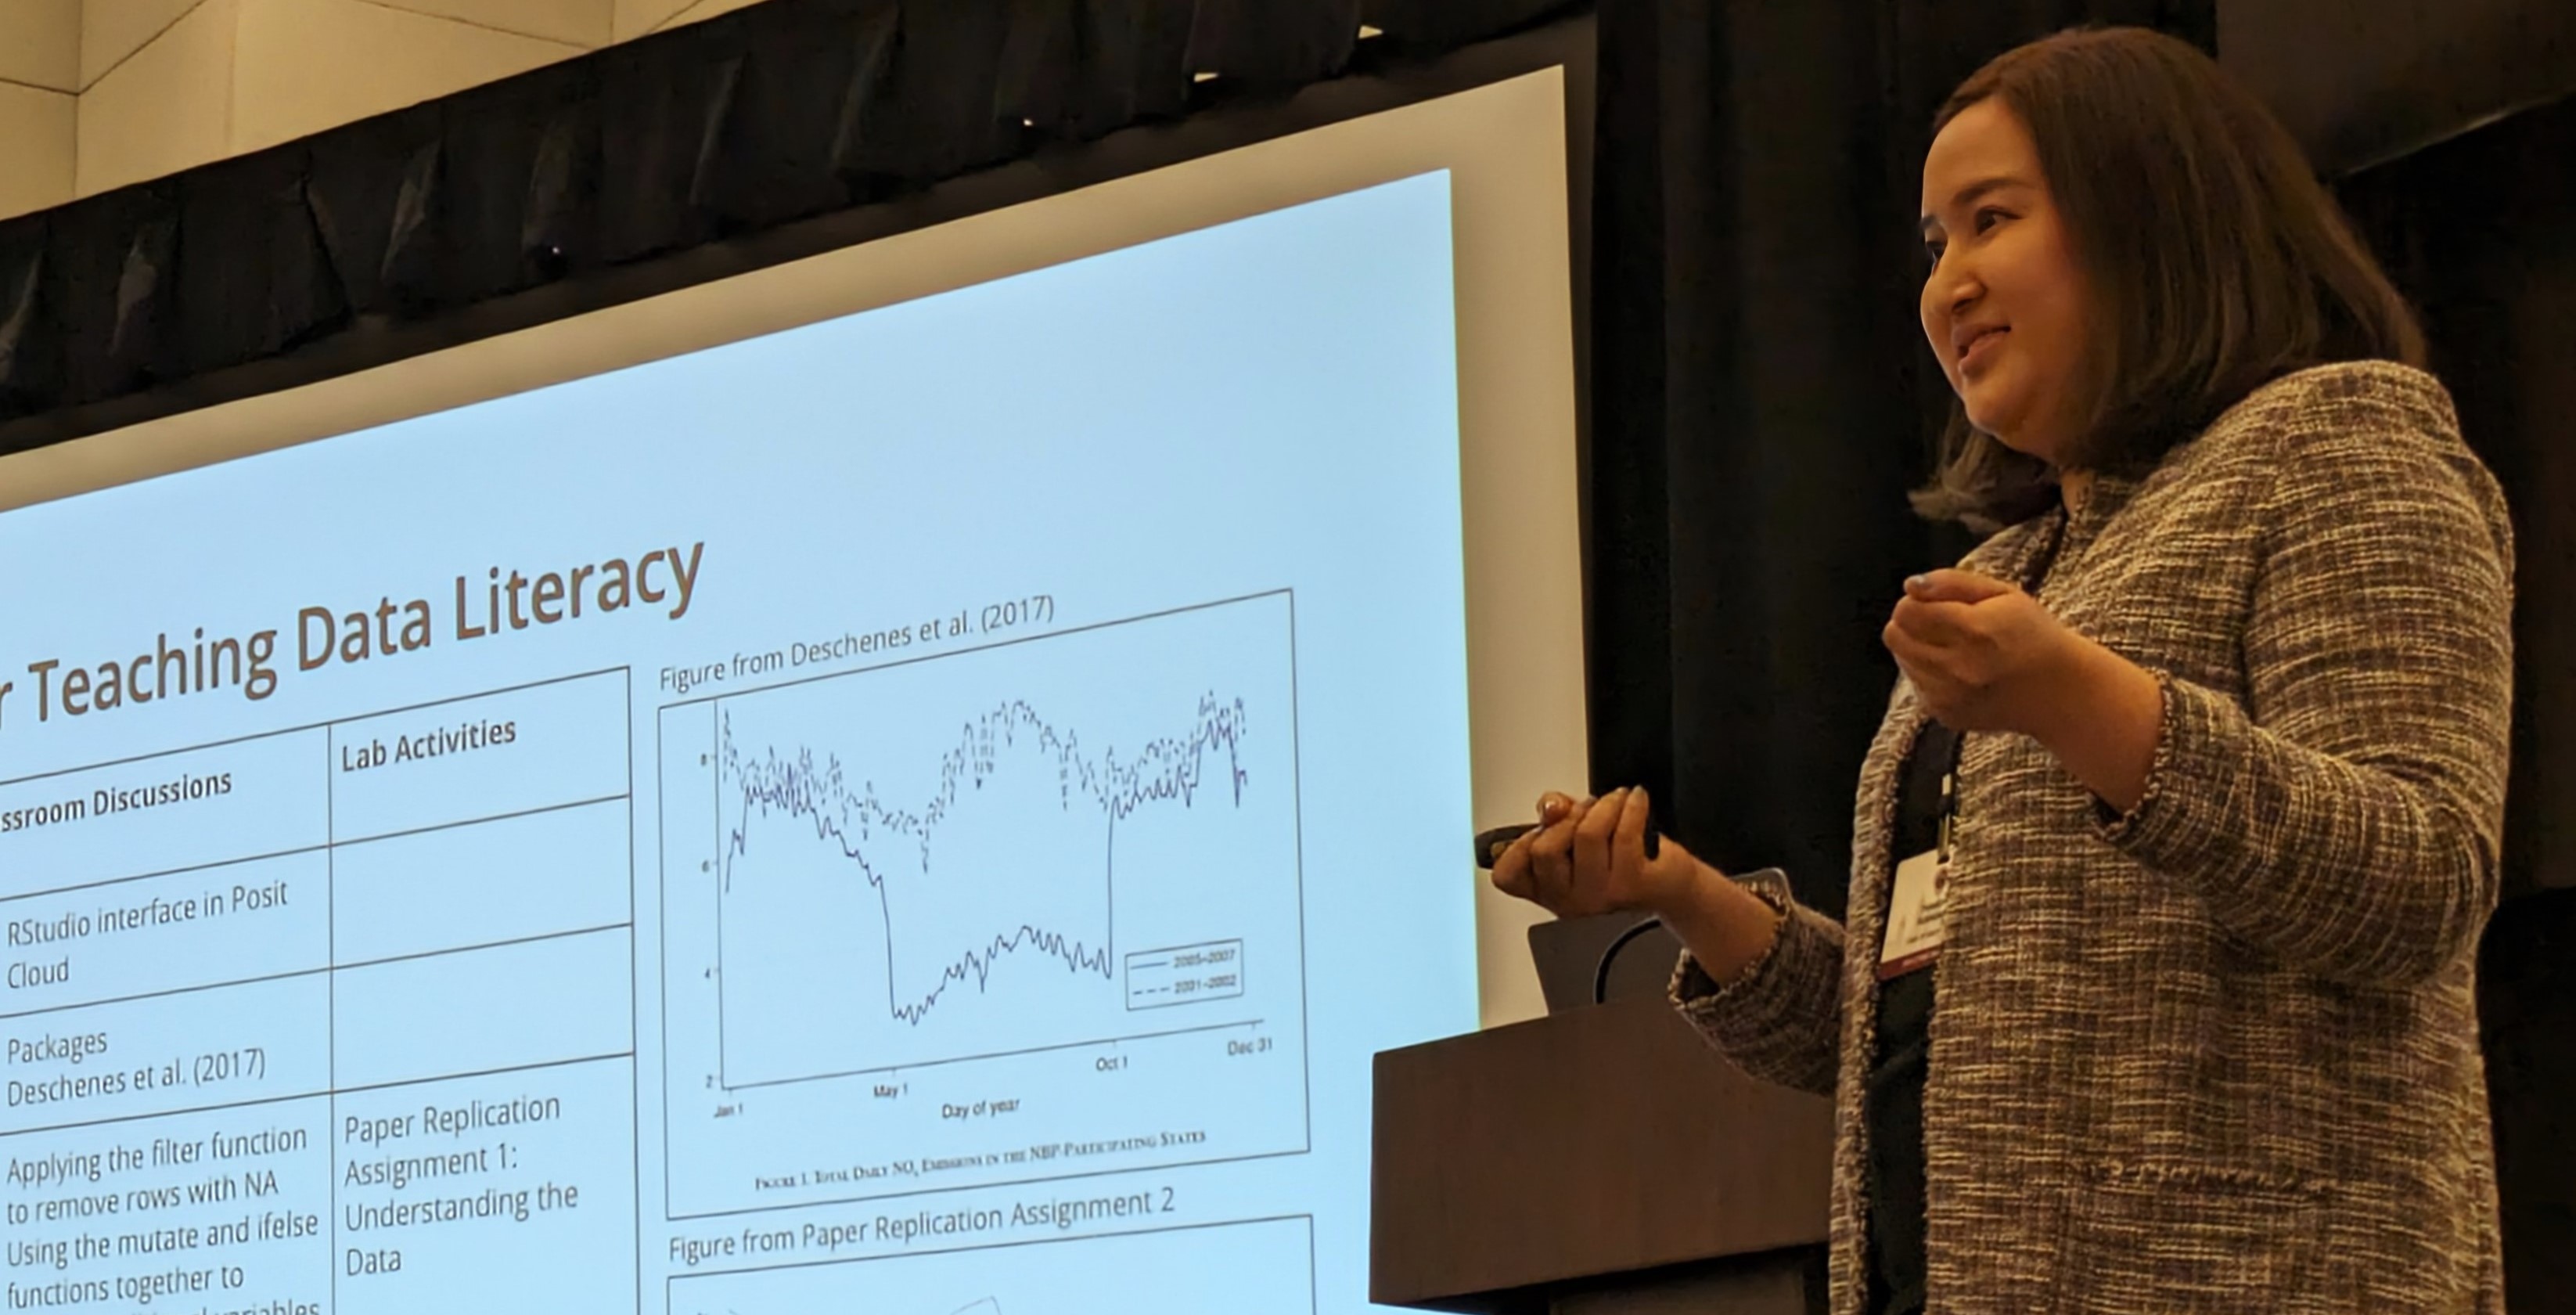 Teaching Data Literacy
Discussions
Lab Activities
RStudio interface in Posit
Cloud
Packages
Deschenes et al. (2017)
Applying the filter function
to remove rows with NA
Using the mutate and ifelse
functions together to
Paper Replication
Assignment 1:
Understanding the
Data
Figure from Deschenes et al. (2017)
8
6
4
2
2005–2007
2001–2002
Jan 1
May 1
Oct 1
Dec 31
Day of year
FIGURE 1. TOTAL DAILY NOx EMISSIONS IN THE NBP-PARTICIPATING STATES
Figure from Paper Replication Assignment 2